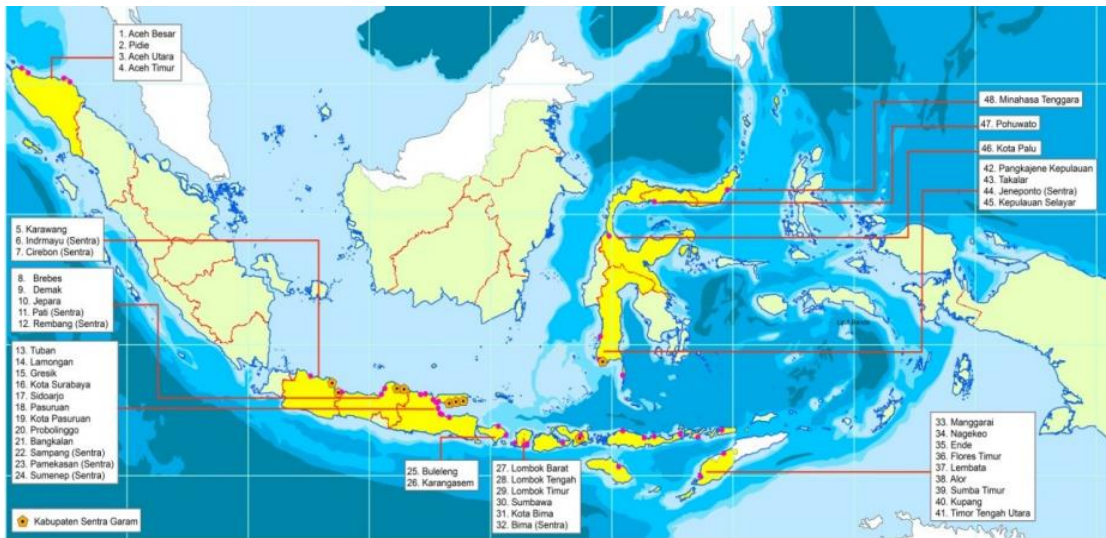 1. Aceh Besar
2. Pidie
3. Aceh Utara
4. Aceh Timur
48. Minahasa Tenggara
47. Pohuwato
46. Kota Palu
42. Pangkajene Kepulauan
43. Takalar
44. Jeneponto (Sentra)
45. Kepulauan Selayar
5. Karawang
6. Indrmayu (Sentra)
7. Cirebon (Sentra)
8. Brebes
9. Demak
10. Jepara
11. Pati (Sentra)
12. Rembang (Sentra)
13. Tuban
14. Lamongan
15. Gresik
16. Kota Surabaya
17. Sidoarjo
18. Pasuruan
19. Kota Pasuruan
20. Probolinggo
21. Bangkalan
22. Sampang (Sentra)
23. Pamekasan (Sentra)
24. Sumenep (Sentra)
25. Buleleng
26. Karangasem
27. Lombok Barat
28. Lombok Tengah
29. Lombok Timur
30. Sumbawa
31. Kota Bima
32. Bima (Sentra)
33. Manggarai
34. Nagekeo
35. Ende
36. Flores Timur
37. Lembata
38. Alor
39. Sumba Timur
40. Kupang
41. Timor Tengah Utara
Kabupaten Sentra Garam